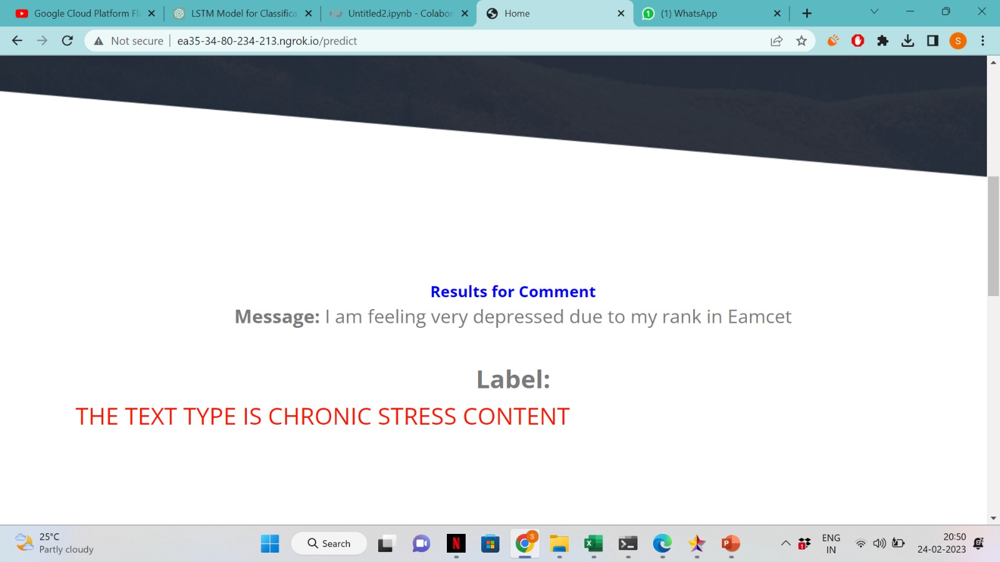 Google Cloud Platform Fl
LSTM Model for Classifica
Untitled2.ipynb - Colabor
Home
(1) WhatsApp
Not secure
ea35-34-80-234-213.ngrok.io/predict
S
Results for Comment
Message: I am feeling very depressed due to my rank in Eamcet
Label:
THE TEXT TYPE IS CHRONIC STRESS CONTENT
25°C
Partly cloudy
Search
ENG
IN
20:50
24-02-2023